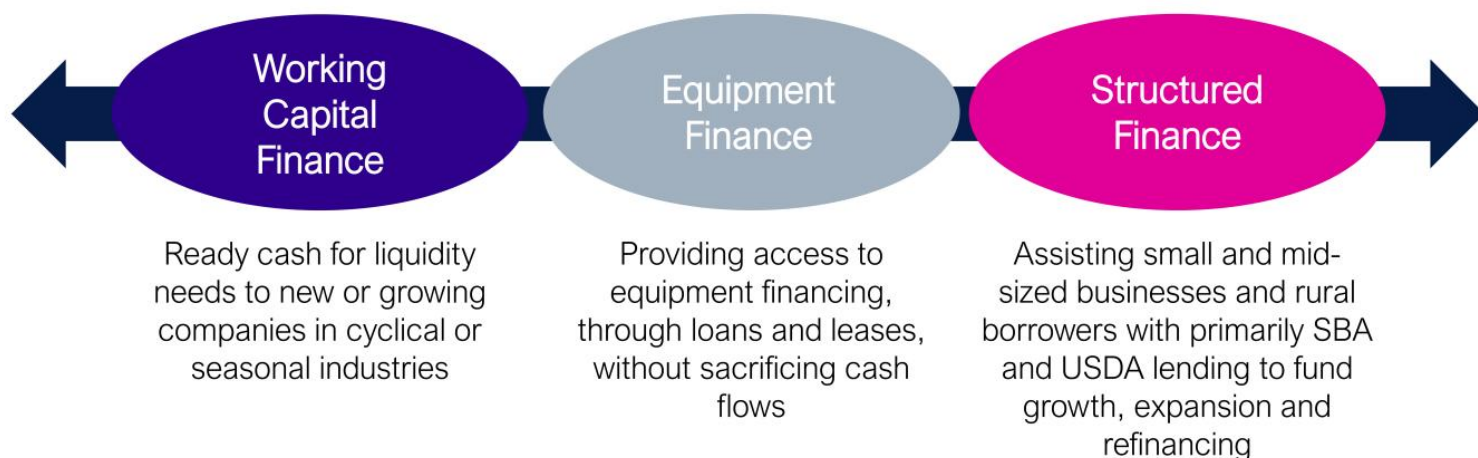 Working
Capital
Finance
Equipment
Finance
Structured
Finance
Ready cash for liquidity
needs to new or growing
companies in cyclical or
seasonal industries
Providing access to
equipment financing,
through loans and leases,
without sacrificing cash
flows
Assisting small and mid-
sized businesses and rural
borrowers with primarily SBA
and USDA lending to fund
growth, expansion and
refinancing